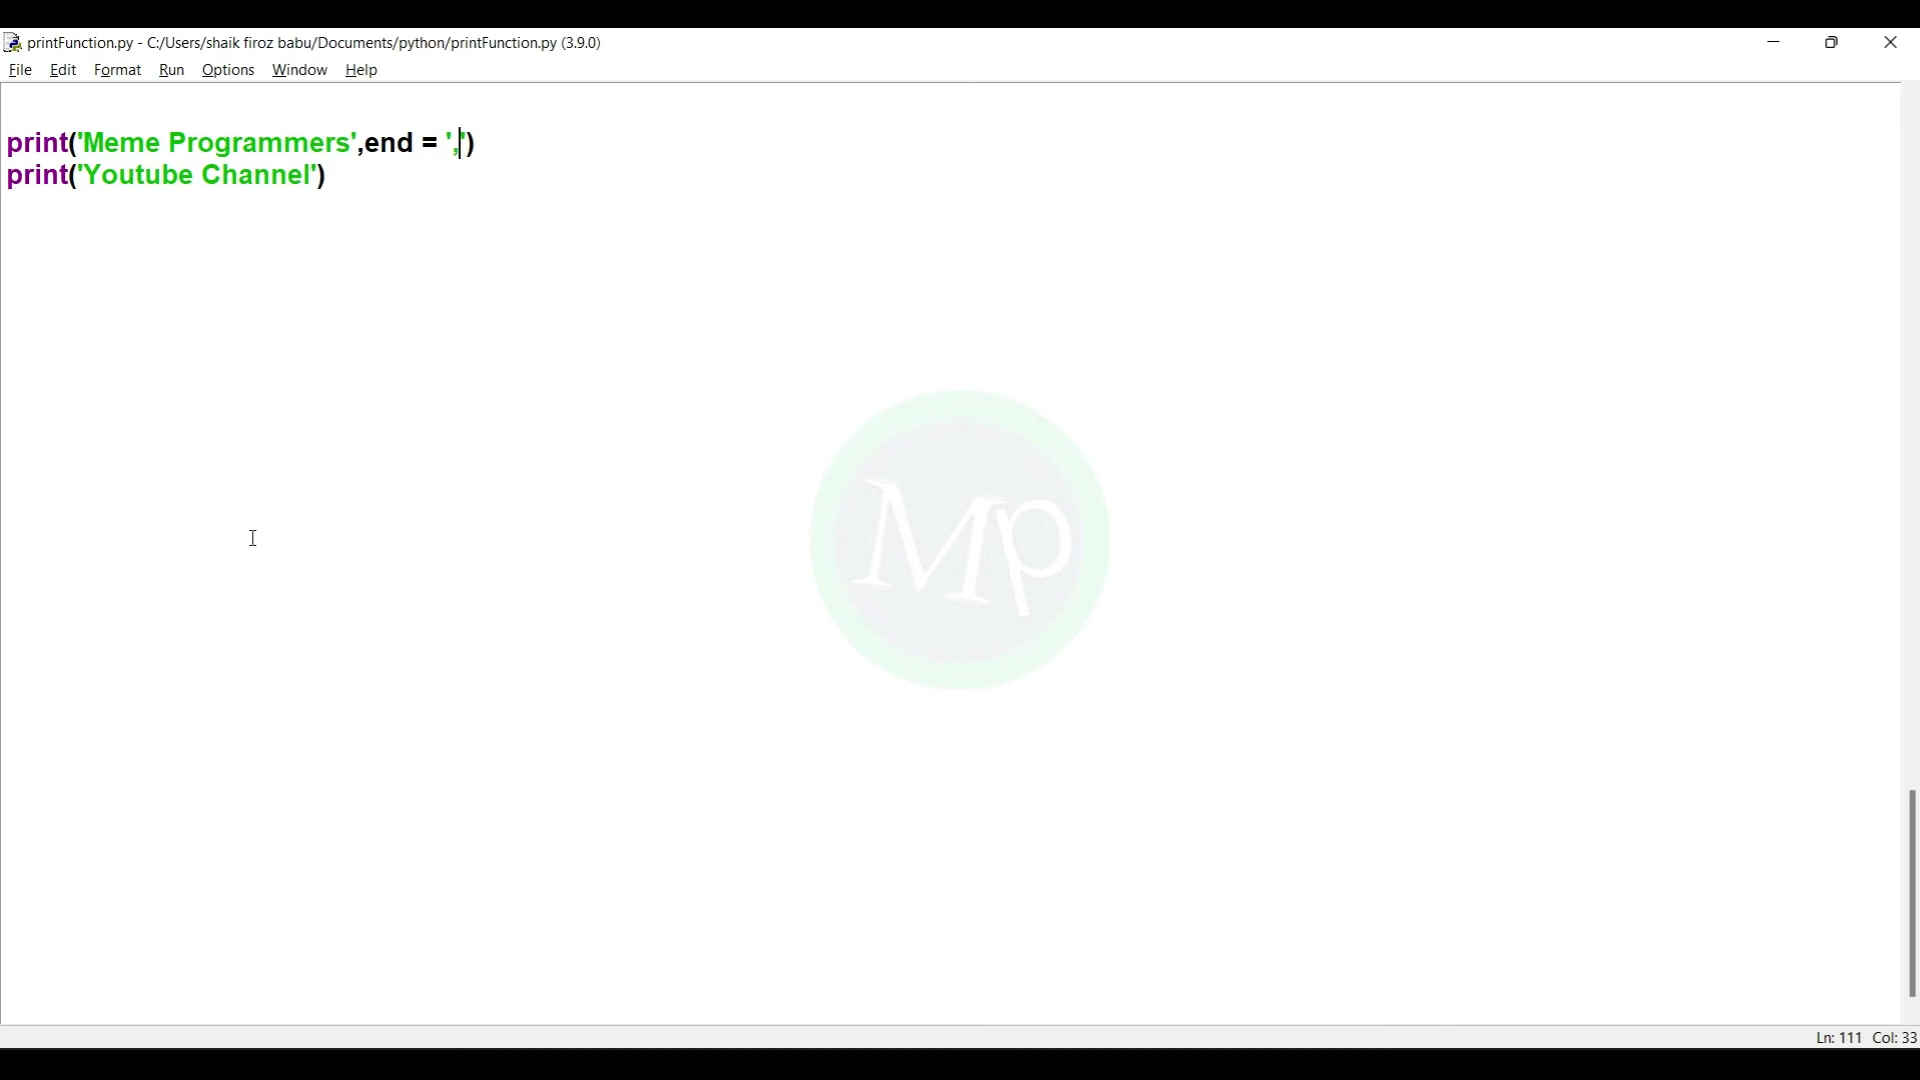 printFunction.py - C:/Users/shaik firoz babu/Documents/python/printFunction.py (3.9.0)
File Edit Format Run Options Window Help
print('Meme Programmers',end = ',')
print('Youtube Channel')
Mp
Ln: 111 Col: 33